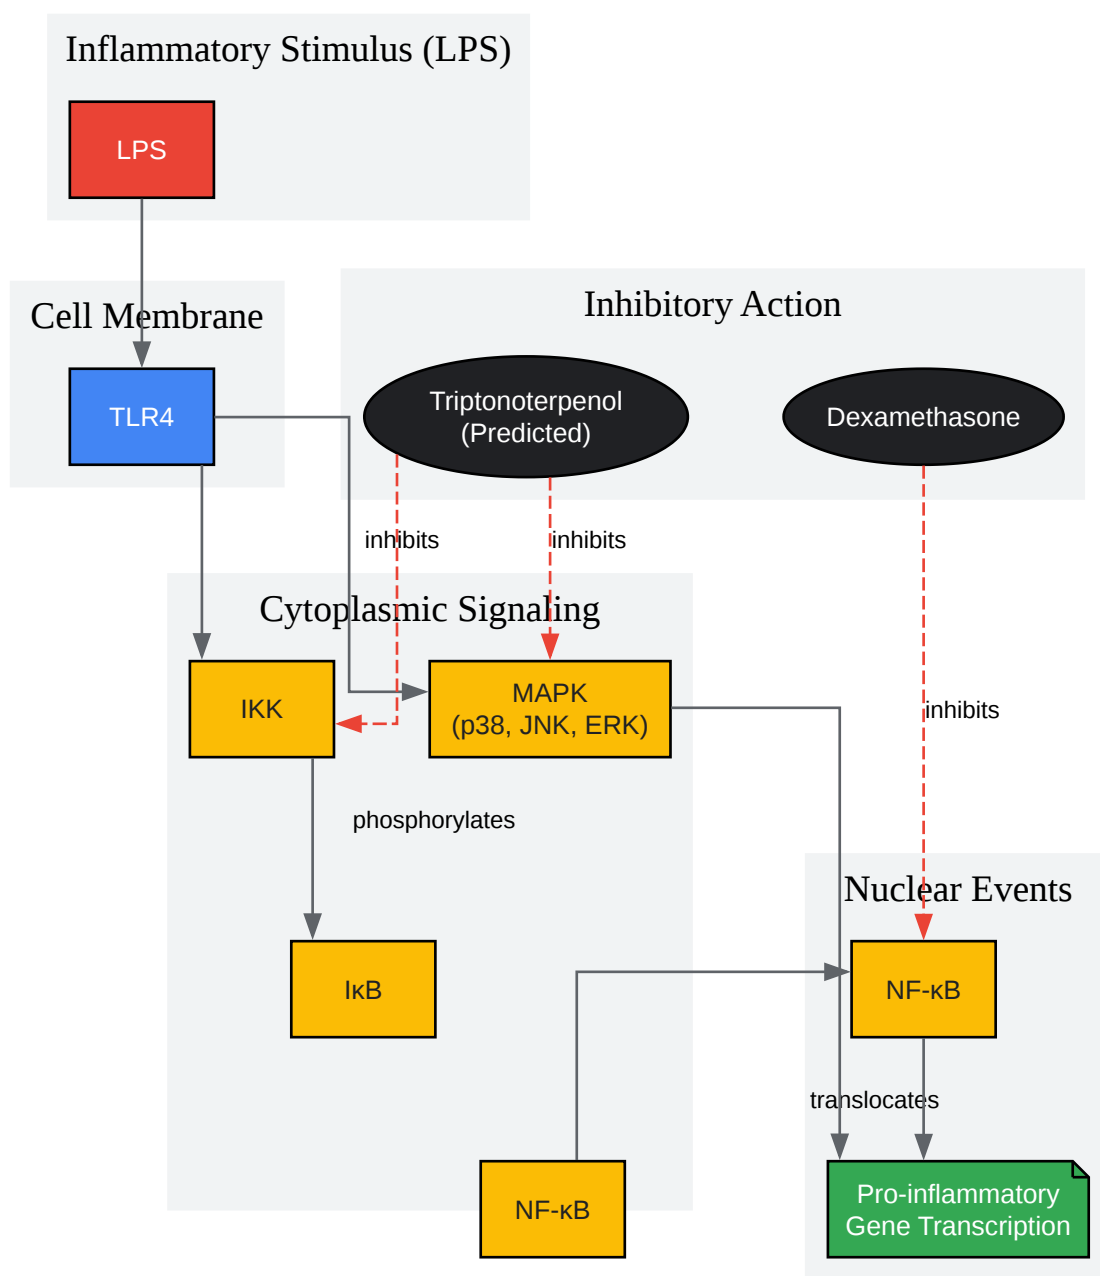 Inflammatory Stimulus (LPS)
LPS
Cell Membrane
Inhibitory Action
TLR4
Triptonoterpenol
(Predicted)
Dexamethasone
inhibits
inhibits
Cytoplasmic Signaling
IKK
MAPK
(p38, JNK, ERK)
inhibits
phosphorylates
Nuclear Events
IκB
NF-κB
translocates
NF-κB
Pro-inflammatory
Gene Transcription